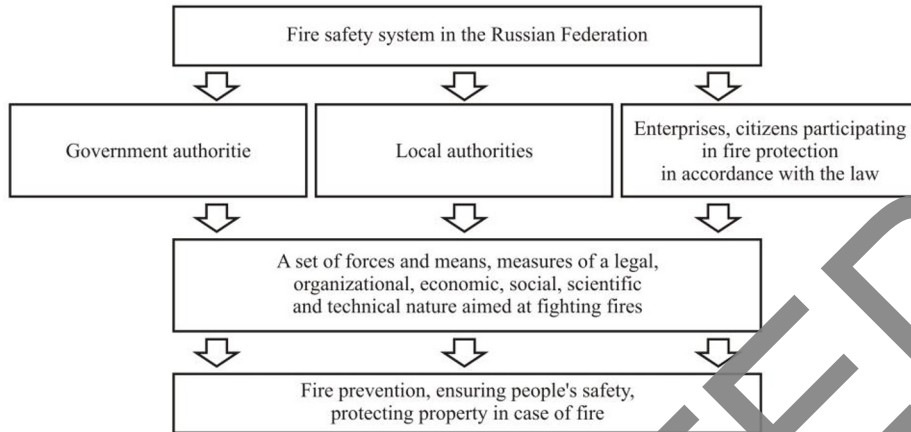 Fire safety system in the Russian Federation
Government authoritie
Local authorities
Enterprises, citizens participating
in fire protection
in accordance with the law
A set of forces and means, measures of a legal,
organizational, economic, social, scientific
and technical nature aimed at fighting fires
Fire prevention, ensuring people's safety,
protecting property in case of fire